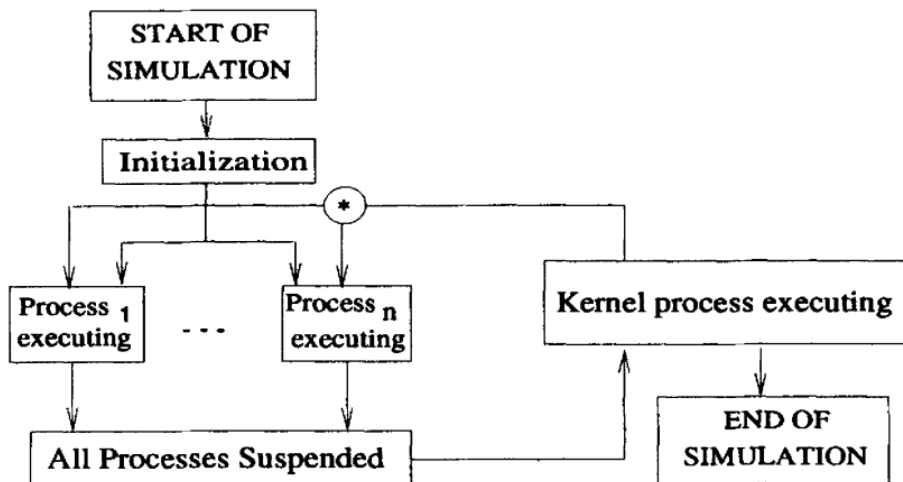 START OF
SIMULATION
Initialization
*
Process 1
executing
- - -
Process n
executing
Kernel process executing
All Processes Suspended
END OF
SIMULATION